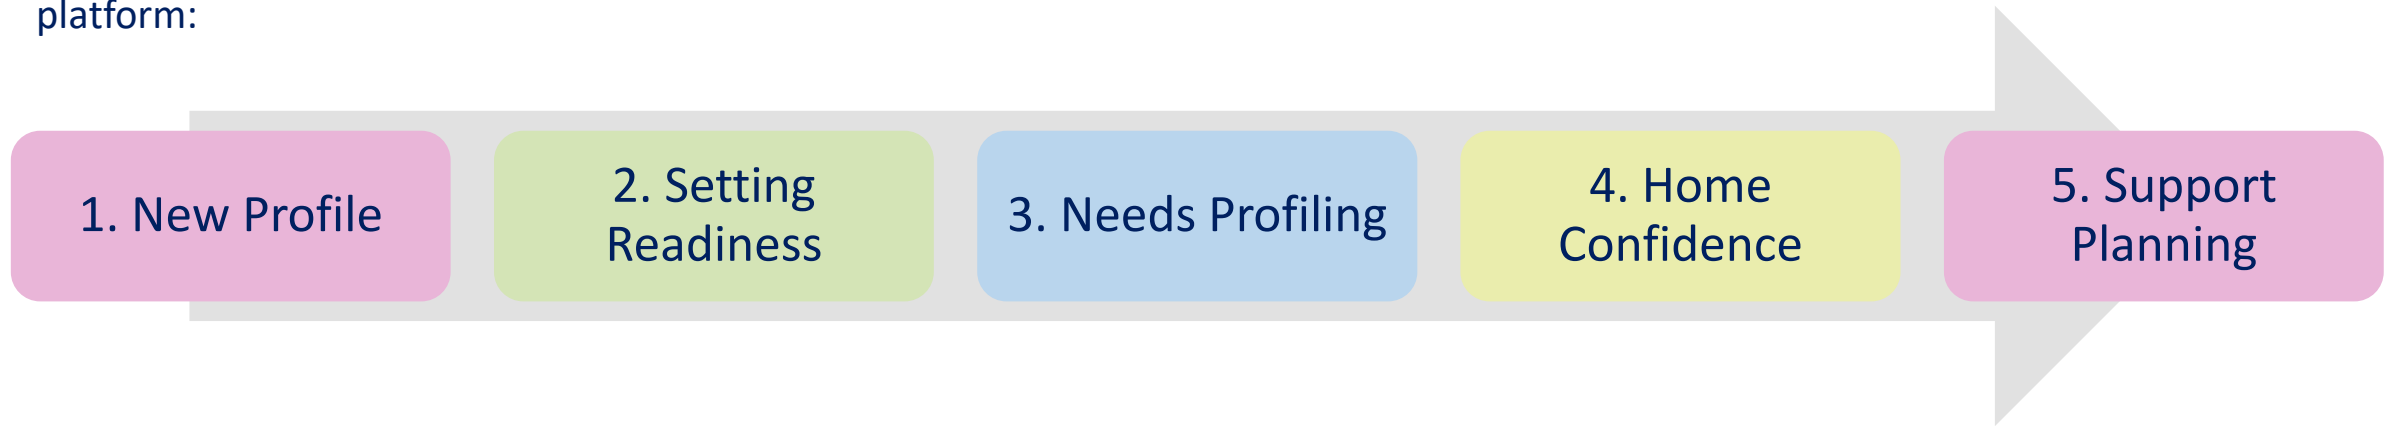 platform:
1. New Profile
2. Setting
Readiness
3. Needs Profiling
4. Home
Confidence
5. Support
Planning